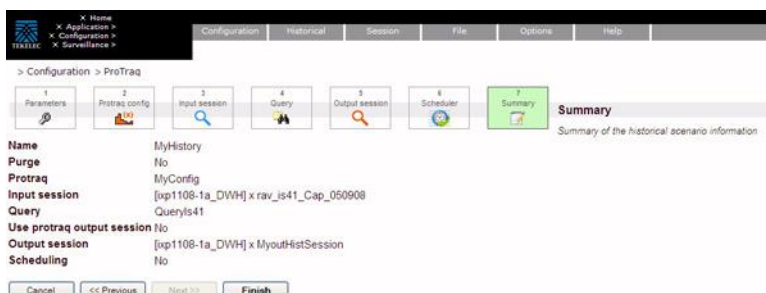 × Home
× Application >
× Configuration >
× Surveillance >
TEKELEC
Configuration Historical Session File Options Help
> Configuration > ProTraq
1 2 3 4 5 6 7
Parameters Protraq config Input session Query Output session Scheduler Summary
Summary
Summary of the historical scenario information
Name MyHistory
Purge No
Protraq MyConfig
Input session [ixp1108-1a_DWH] x rav_is41_Cap_050908
Query QueryIs41
Use protraq output session No
Output session [ixp1108-1a_DWH] x MyoutHistSession
Scheduling No
Cancel << Previous Next >> Finish